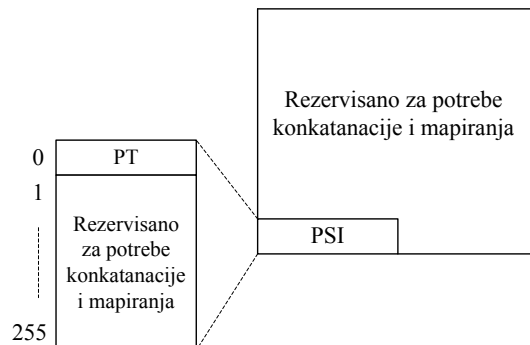 Rezervisano za potrebe
konkatanacije i mapiranja
0
PT
1
Rezervisano
za potrebe
konkatanacije
i mapiranja
PSI
255